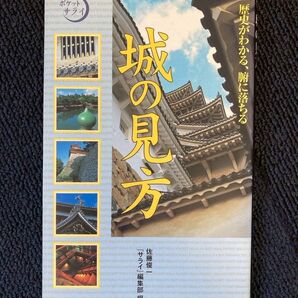 ポケット
サライ
歴史がわかる、腑に落ちる
城の見方
佐藤俊一
「サライ」編集部